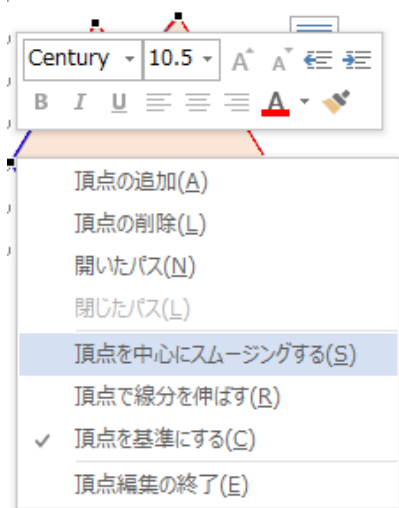 Century 10.5 A A
B I U A
頂点の追加(A)
頂点の削除(L)
開いたパス(N)
閉じたパス(L)
頂点を中心にスムージングする(S)
頂点で線分を伸ばす(R)
頂点を基準にする(C)
頂点編集の終了(E)